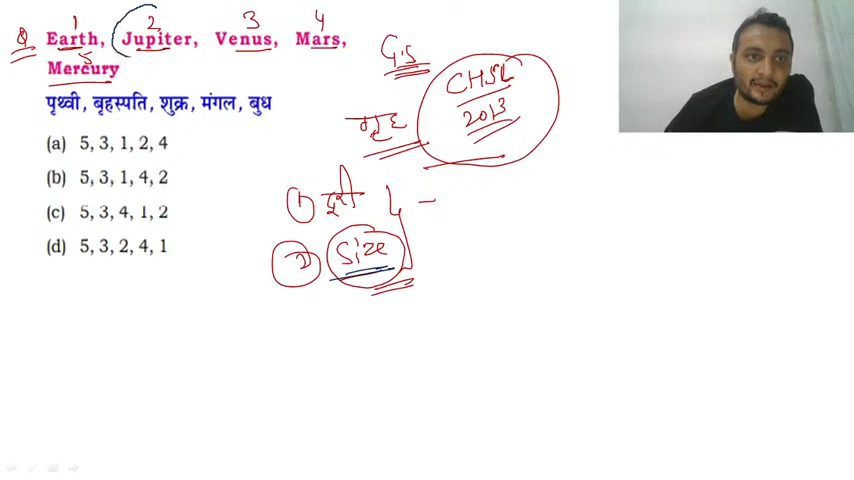 1 2 3 4
Q Earth, Jupiter, Venus, Mars,
5
Mercury
पृथ्वी, बृहस्पति, शुक्र, मंगल, बुध
(a) 5, 3, 1, 2, 4
(b) 5, 3, 1, 4, 2
(c) 5, 3, 4, 1, 2
(d) 5, 3, 2, 4, 1
G.S
CHSL
2013
ग्रह
1 दूरी
2 Size